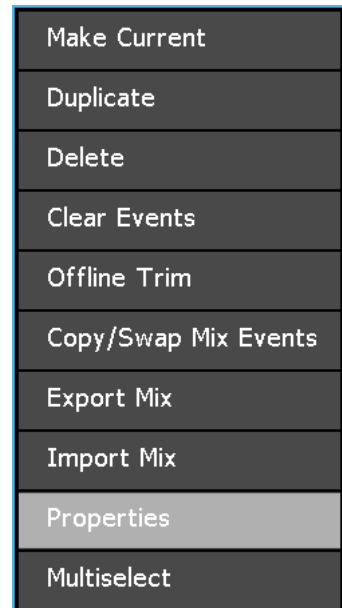 Make Current
Duplicate
Delete
Clear Events
Offline Trim
Copy/Swap Mix Events
Export Mix
Import Mix
Properties
Multiselect